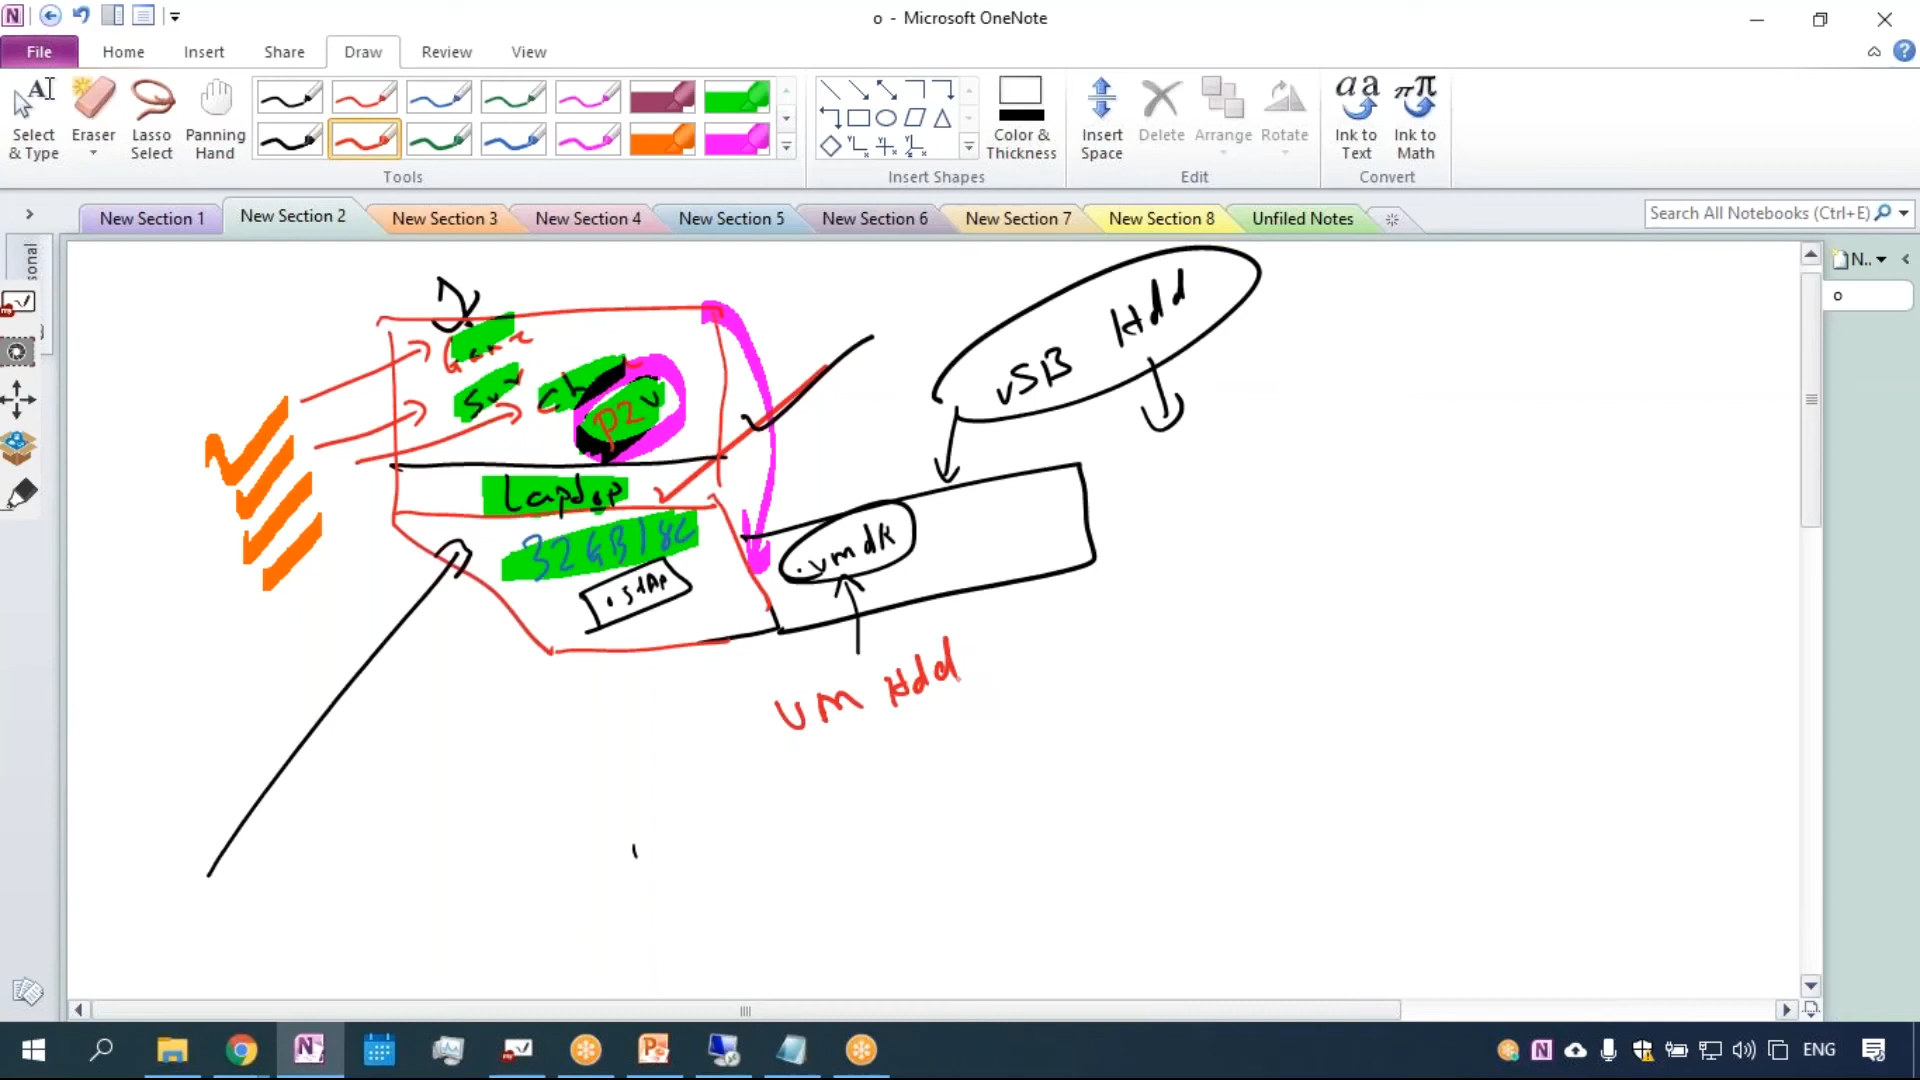 o - Microsoft OneNote
File Home Insert Share Draw Review View
Select & Type
Eraser
Lasso Select
Panning Hand
Color & Thickness
Insert Space
Delete
Arrange
Rotate
Ink to Text
Ink to Math
Tools
Insert Shapes
Edit
Convert
New Section 1
New Section 2
New Section 3
New Section 4
New Section 5
New Section 6
New Section 7
New Section 8
Unfiled Notes
Search All Notebooks (Ctrl+E)
sonal
N..
o
Hdd
P2V
Laptop
.vmdk
VM Hdd
ENG